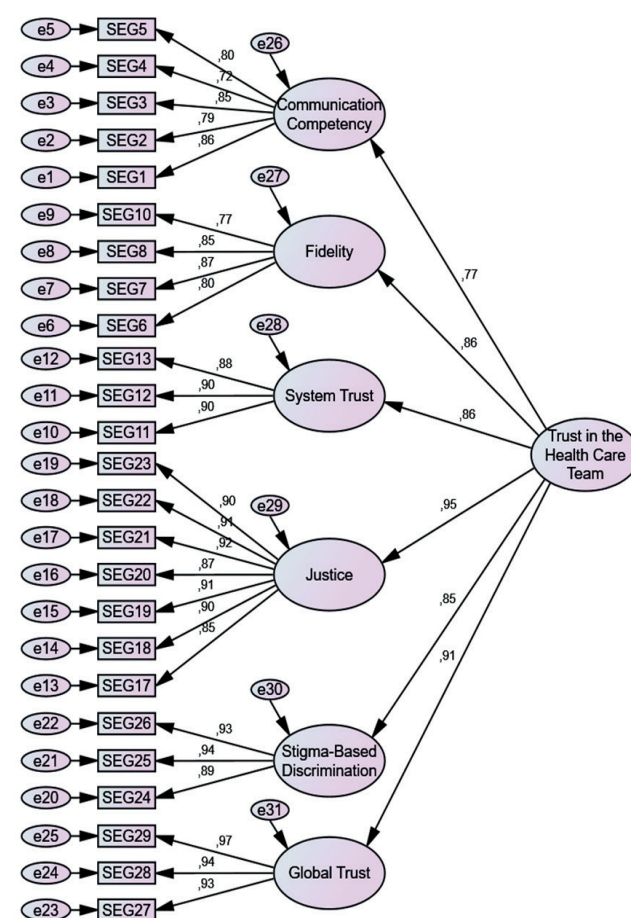 e5 SEG5
,80
e26
e4 SEG4
,72
e3 SEG3
,85
Communication
Competency
e2 SEG2
,79
e1 SEG1
,86
e27
e9 SEG10
,77
e8 SEG8
,85
Fidelity
e7 SEG7
,87
e6 SEG6
,80
,77
,86
e28
e12 SEG13
,88
e11 SEG12
,90
System Trust
e10 SEG11
,90
,86
Trust in the
Health Care
Team
e19 SEG23
,90
e18 SEG22
,91
e29
e17 SEG21
,92
e16 SEG20
,87
Justice
e15 SEG19
,91
e14 SEG18
,90
e13 SEG17
,85
,95
,85
,91
e30
e22 SEG26
,93
e21 SEG25
,94
Stigma-Based
Discrimination
e20 SEG24
,89
e31
e25 SEG29
,97
e24 SEG28
,94
Global Trust
e23 SEG27
,93